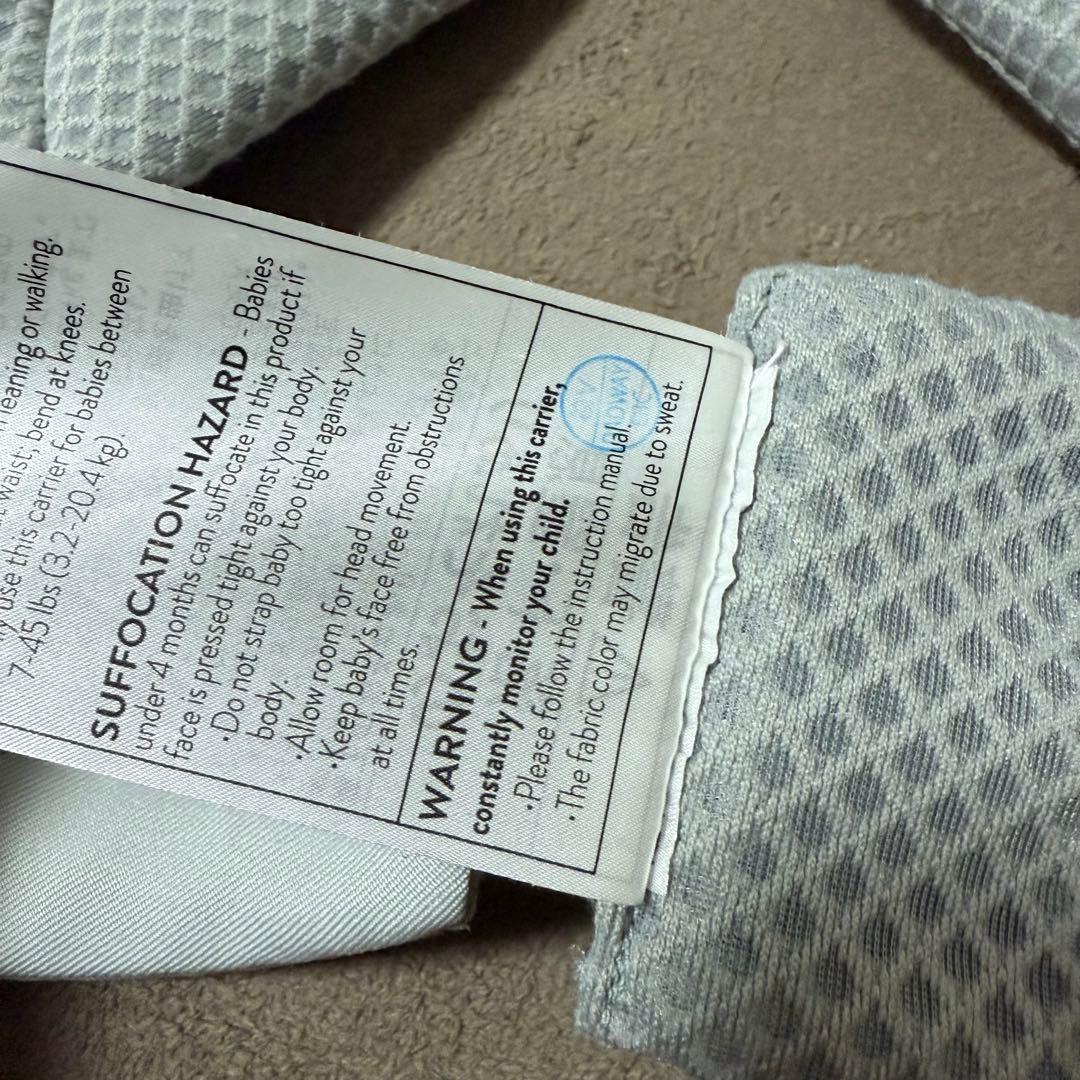 leaning or walking.
waist; bend at knees.
use this carrier for babies between
7-45 lbs (3.2-20.4 kg)
SUFFOCATION HAZARD - Babies
under 4 months can suffocate in this product if
face is pressed tight against your body.
·Do not strap baby too tight against your
body.
·Allow room for head movement.
·Keep baby's face free from obstructions
at all times.
WARNING - When using this carrier,
constantly monitor your child.
·Please follow the instruction manual.
·The fabric color may migrate due to sweat.